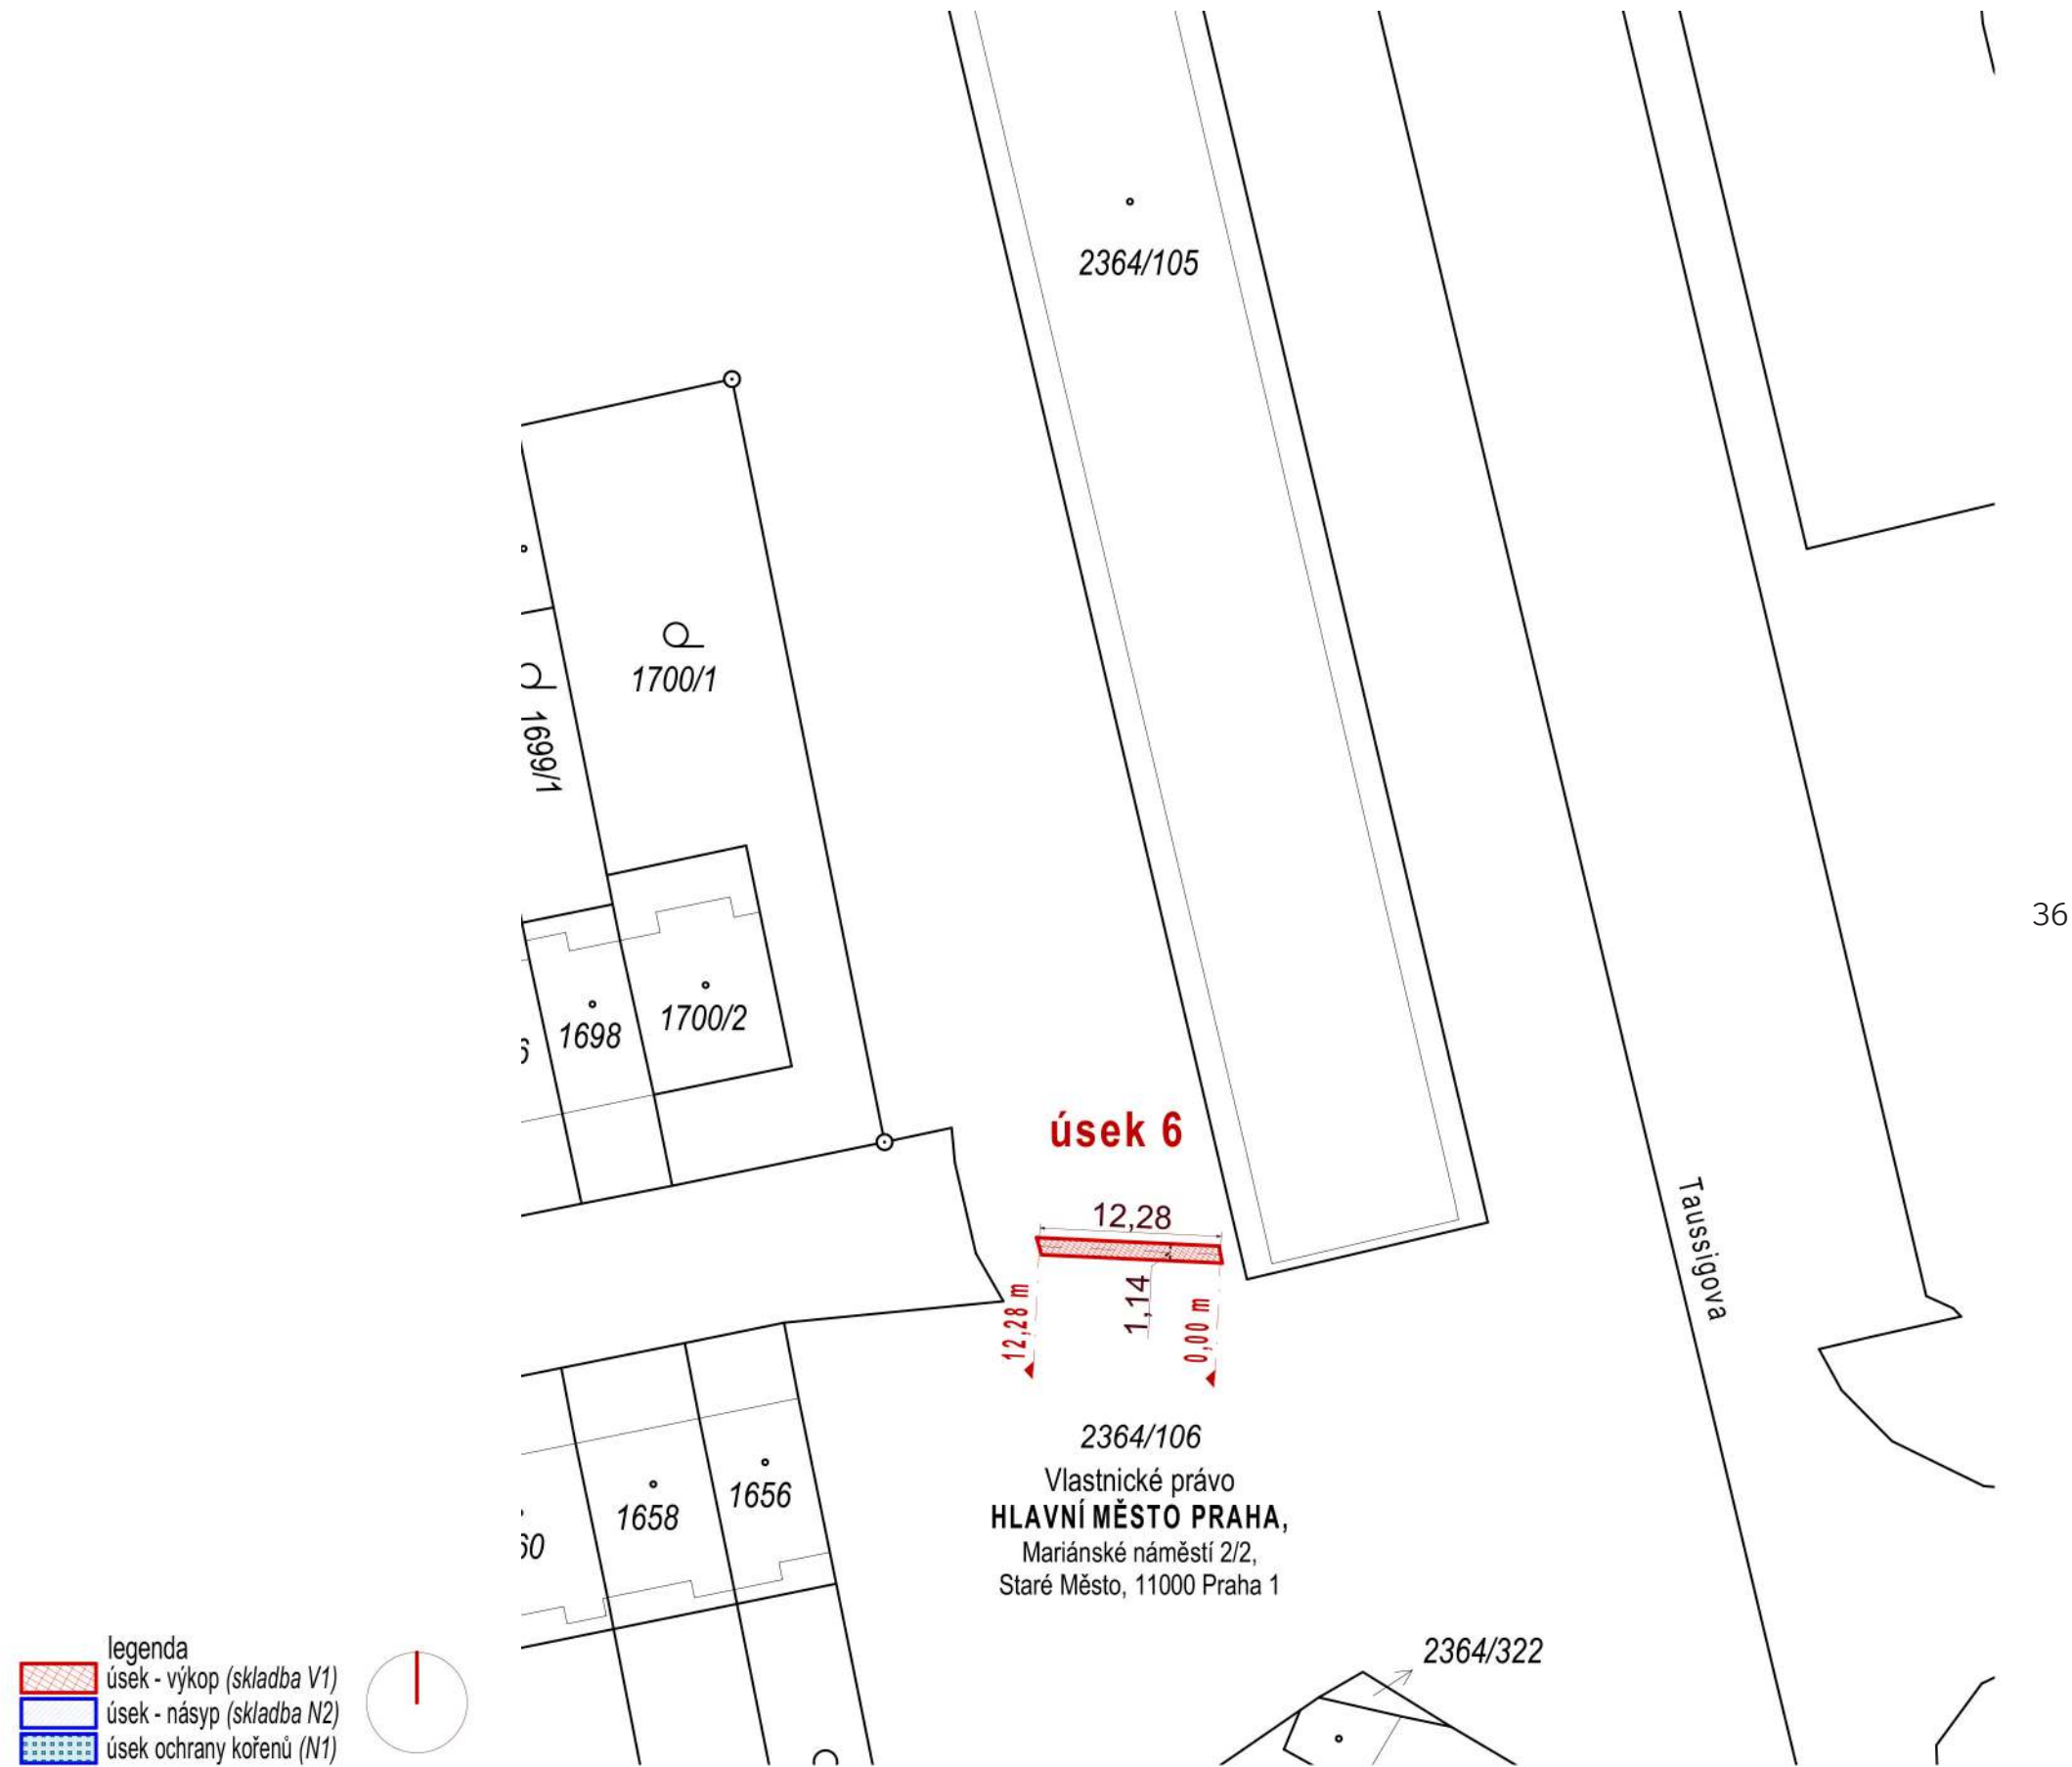 2364/105
1700/1
1699/1
36
1698
1700/2
6
úsek 6
12,28
1,14
12,28 m
0,00 m
Taussigova
2364/106
Vlastnické právo
HLAVNÍ MĚSTO PRAHA,
Mariánské náměstí 2/2,
Staré Město, 11000 Praha 1
1656
1658
60
2364/322
legenda
úsek - výkop (skladba V1)
úsek - násyp (skladba N2)
úsek ochrany kořenů (N1)